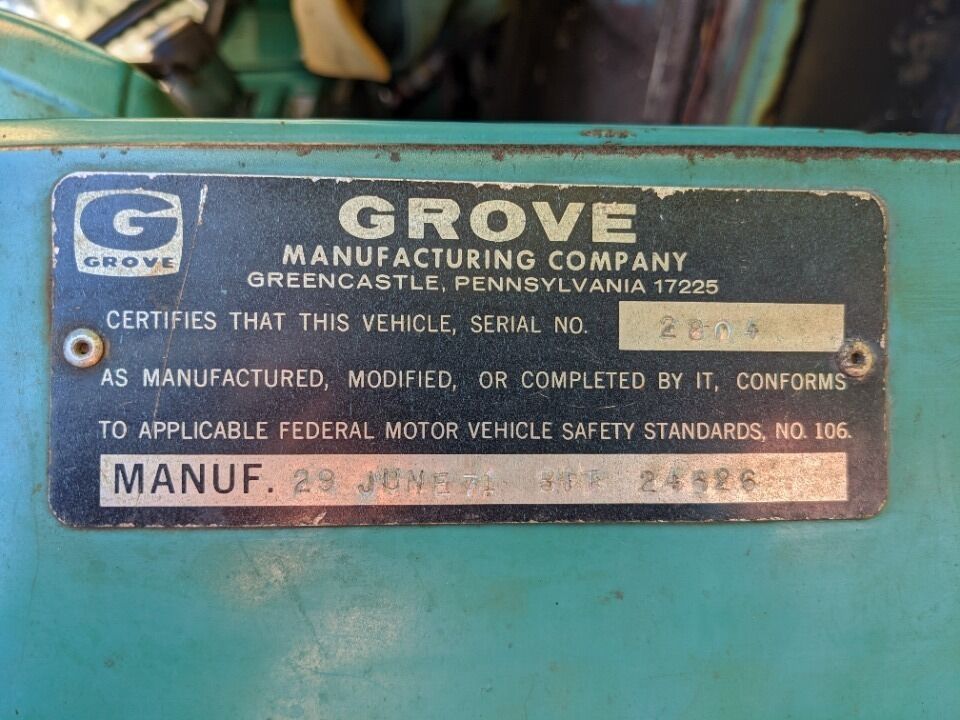 G
GROVE
GROVE
MANUFACTURING COMPANY
GREENCASTLE, PENNSYLVANIA 17225
CERTIFIES THAT THIS VEHICLE, SERIAL NO. 2804
AS MANUFACTURED, MODIFIED, OR COMPLETED BY IT, CONFORMS
TO APPLICABLE FEDERAL MOTOR VEHICLE SAFETY STANDARDS, NO. 106.
MANUF. 29 JUNE 71